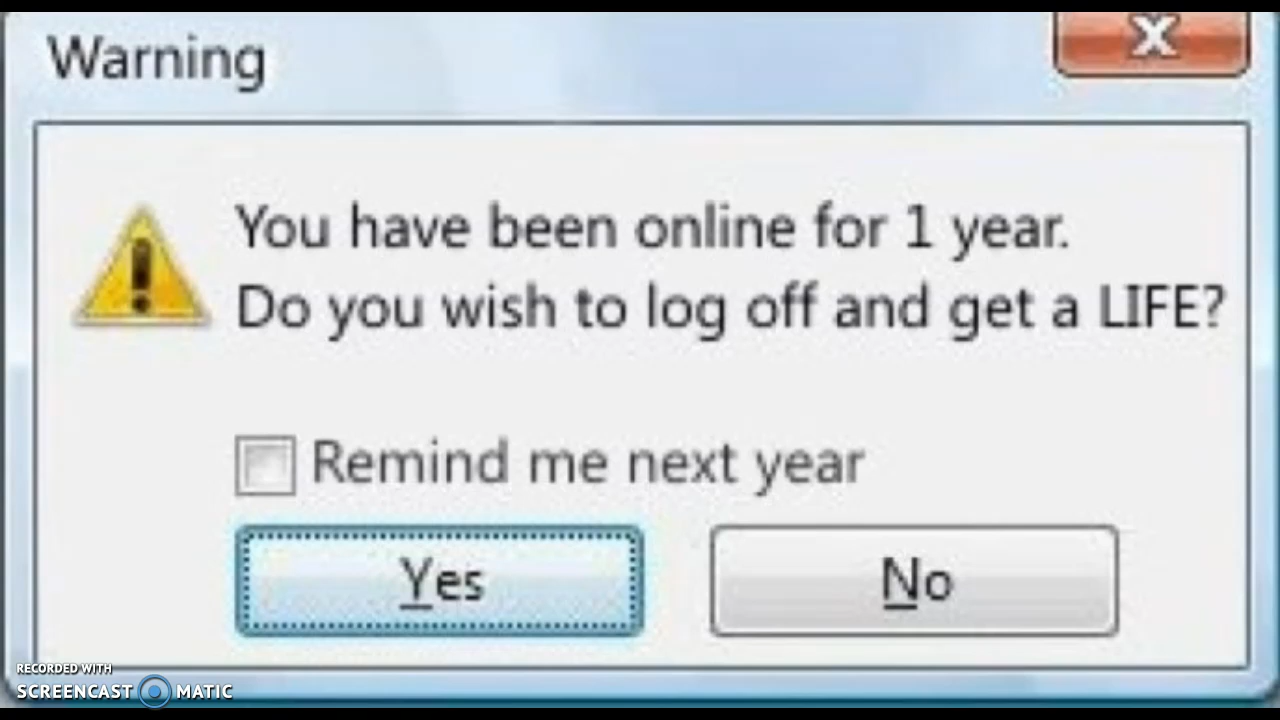 Warning
You have been online for 1 year.
Do you wish to log off and get a LIFE?
Remind me next year
Yes
No
RECORDED WITH
SCREENCAST MATIC